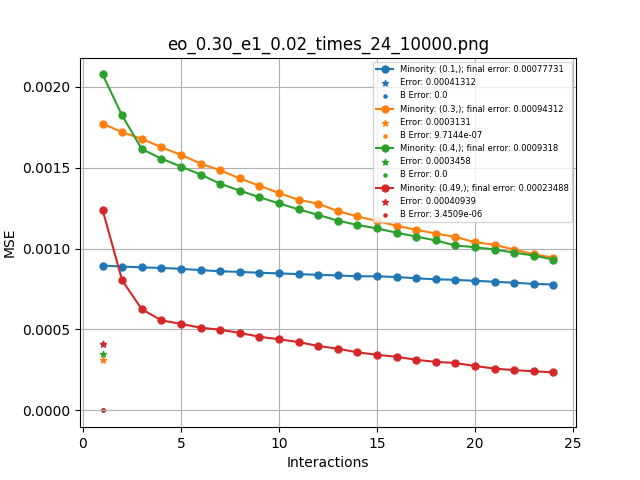 eo_0.30_e1_0.02_times_24_10000.png
Minority: (0.1,); final error: 0.00077731
Error: 0.00041312
B Error: 0.0
Minority: (0.3,); final error: 0.00094312
Error: 0.0003131
B Error: 9.7144e-07
Minority: (0.4,); final error: 0.0009318
Error: 0.0003458
B Error: 0.0
Minority: (0.49,); final error: 0.00023488
Error: 0.00040939
B Error: 3.4509e-06
MSE
0.0020
0.0015
0.0010
0.0005
0.0000
0 5 10 15 20 25
Interactions